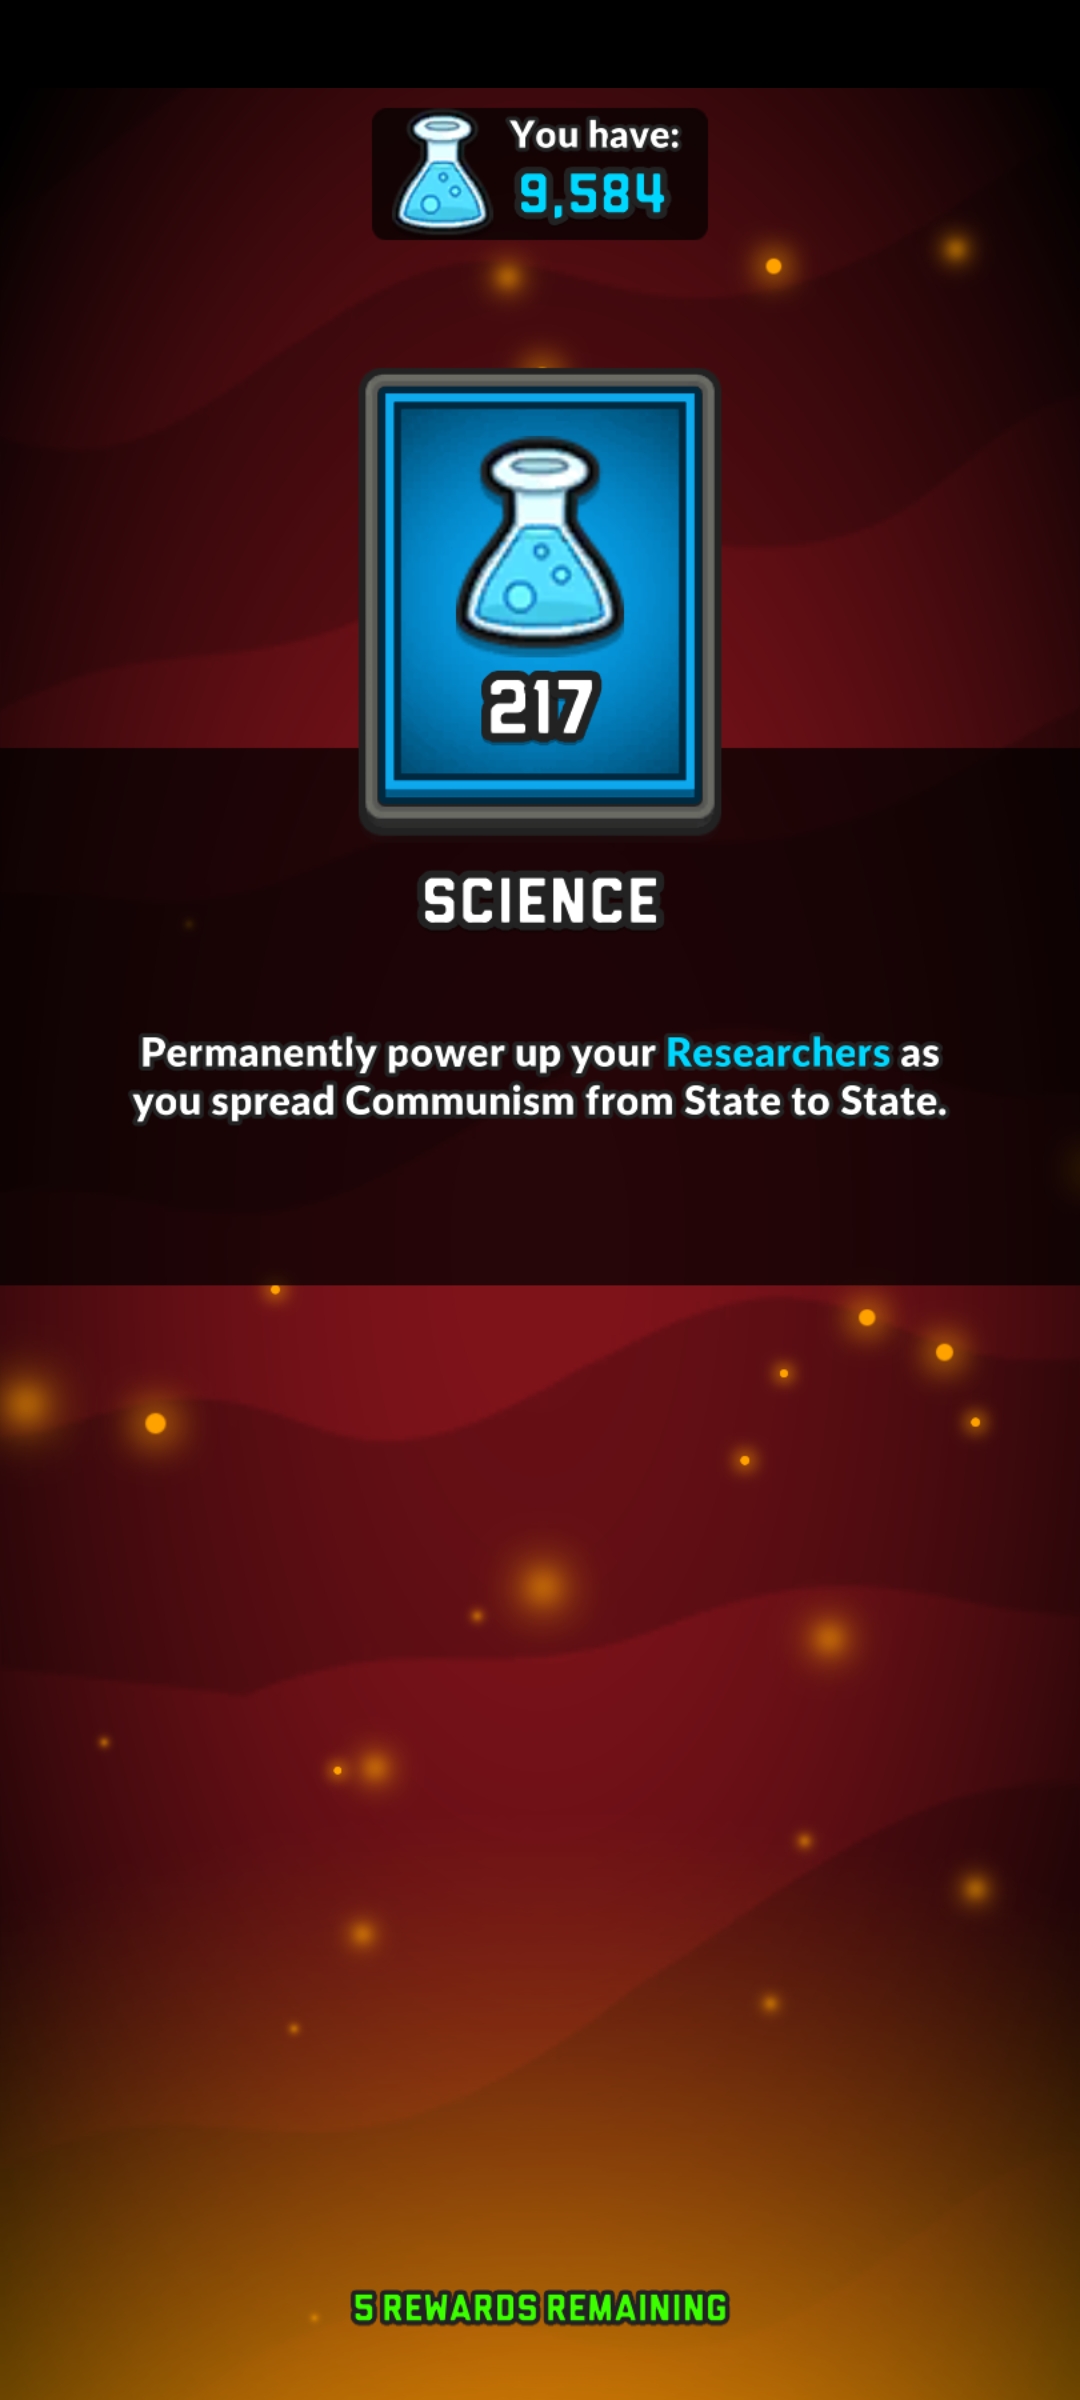 You have:
9,584
217
SCIENCE
Permanently power up your Researchers as
you spread Communism from State to State.
5 REWARDS REMAINING